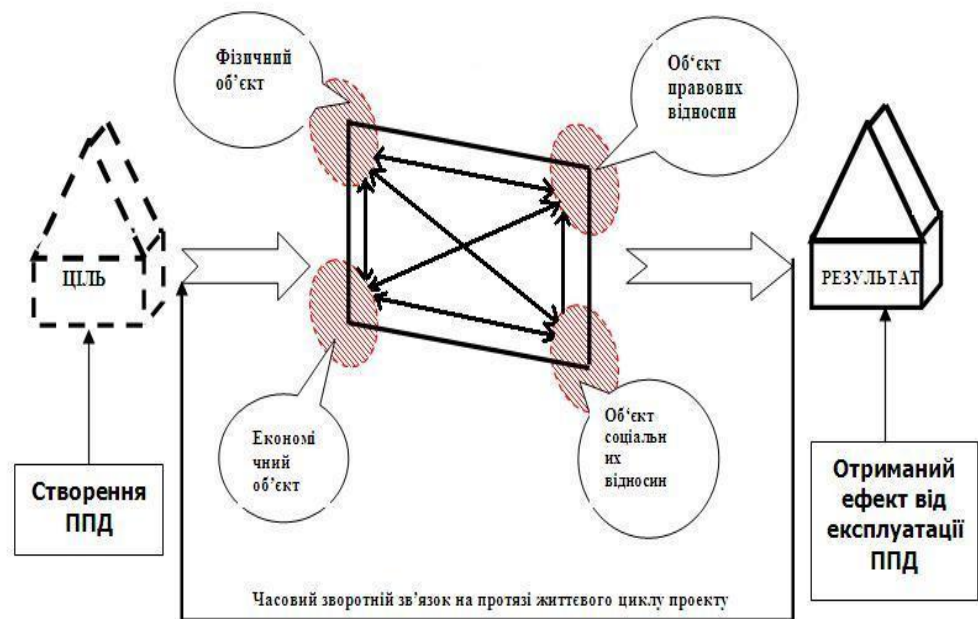 Фізичний
об’єкт
Об‘єкт
правових
відносин
ЦІЛЬ
РЕЗУЛЬТАТ
Економі
чний
об’єкт
Об‘єкт
соціальн
их
відносин
Створення
ППД
Отриманий
ефект від
експлуатації
ППД
Часовий зворотній зв’язок на протязі життєвого циклу проекту